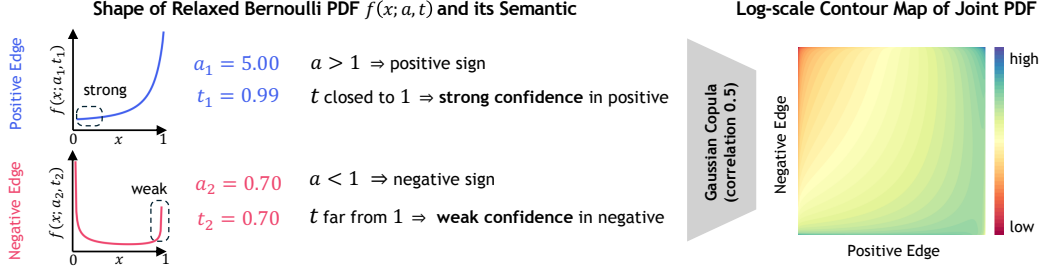 Shape of Relaxed Bernoulli PDF f(x; a, t) and its Semantic
Log-scale Contour Map of Joint PDF
Positive Edge
f(x; a₁, t₁)
strong
0
x
1
a₁ = 5.00
a > 1 ⇒ positive sign
t₁ = 0.99
t closed to 1 ⇒ strong confidence in positive
Negative Edge
f(x; a₂, t₂)
weak
0
x
1
a₂ = 0.70
a < 1 ⇒ negative sign
t₂ = 0.70
t far from 1 ⇒ weak confidence in negative
Gaussian Copula
(correlation 0.5)
Negative Edge
Positive Edge
high
low